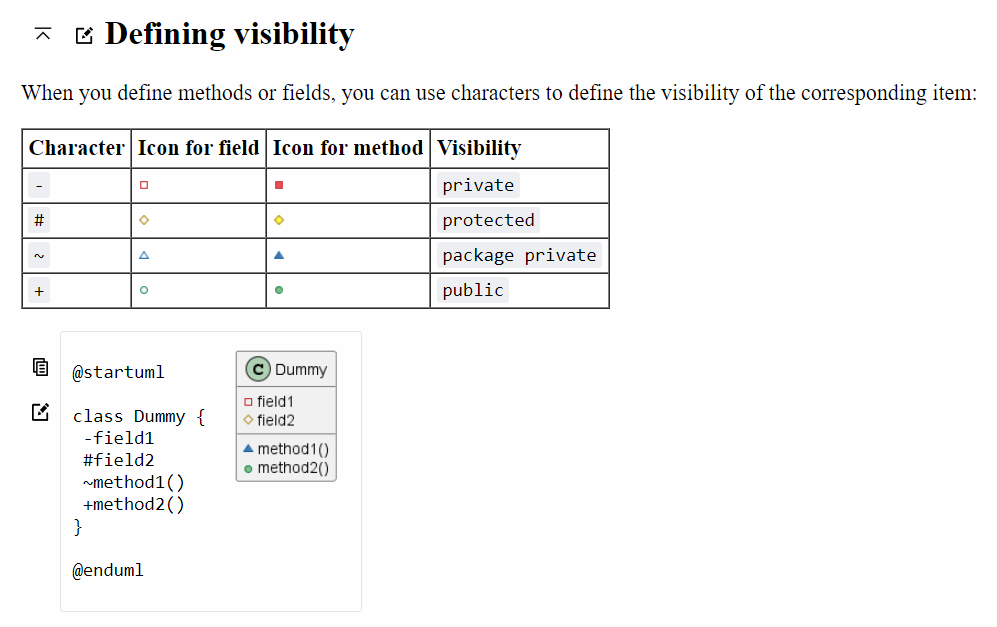 Defining visibility
When you define methods or fields, you can use characters to define the visibility of the corresponding item:
Character Icon for field Icon for method Visibility
- private
# protected
~ package private
+ public
@startuml
class Dummy {
-field1
#field2
~method1()
+method2()
}
@enduml
C Dummy
field1
field2
method1()
method2()